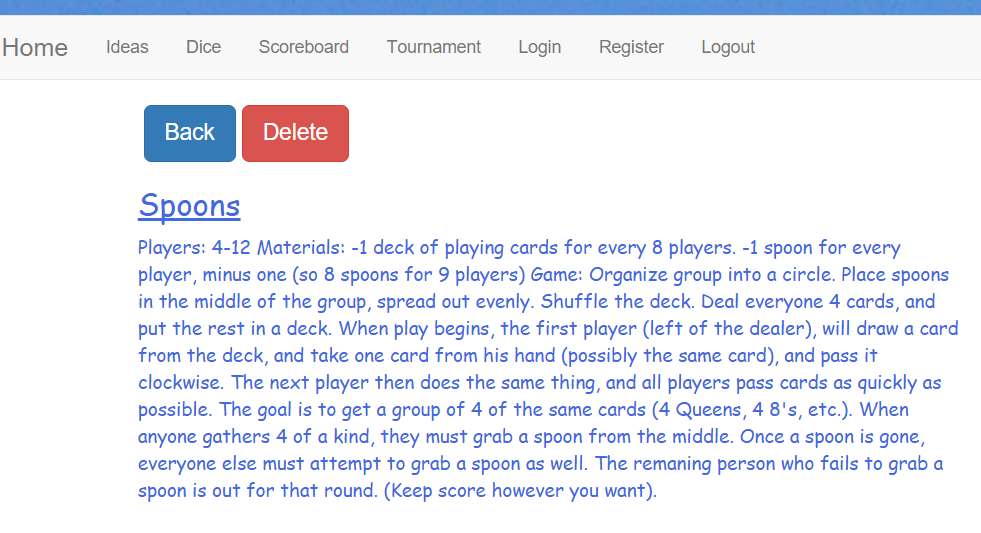 Home Ideas Dice Scoreboard Tournament Login Register Logout
Back Delete
Spoons
Players: 4-12 Materials: -1 deck of playing cards for every 8 players. -1 spoon for every
player, minus one (so 8 spoons for 9 players) Game: Organize group into a circle. Place spoons
in the middle of the group, spread out evenly. Shuffle the deck. Deal everyone 4 cards, and
put the rest in a deck. When play begins, the first player (left of the dealer), will draw a card
from the deck, and take one card from his hand (possibly the same card), and pass it
clockwise. The next player then does the same thing, and all players pass cards as quickly as
possible. The goal is to get a group of 4 of the same cards (4 Queens, 4 8's, etc.). When
anyone gathers 4 of a kind, they must grab a spoon from the middle. Once a spoon is gone,
everyone else must attempt to grab a spoon as well. The remaning person who fails to grab a
spoon is out for that round. (Keep score however you want).